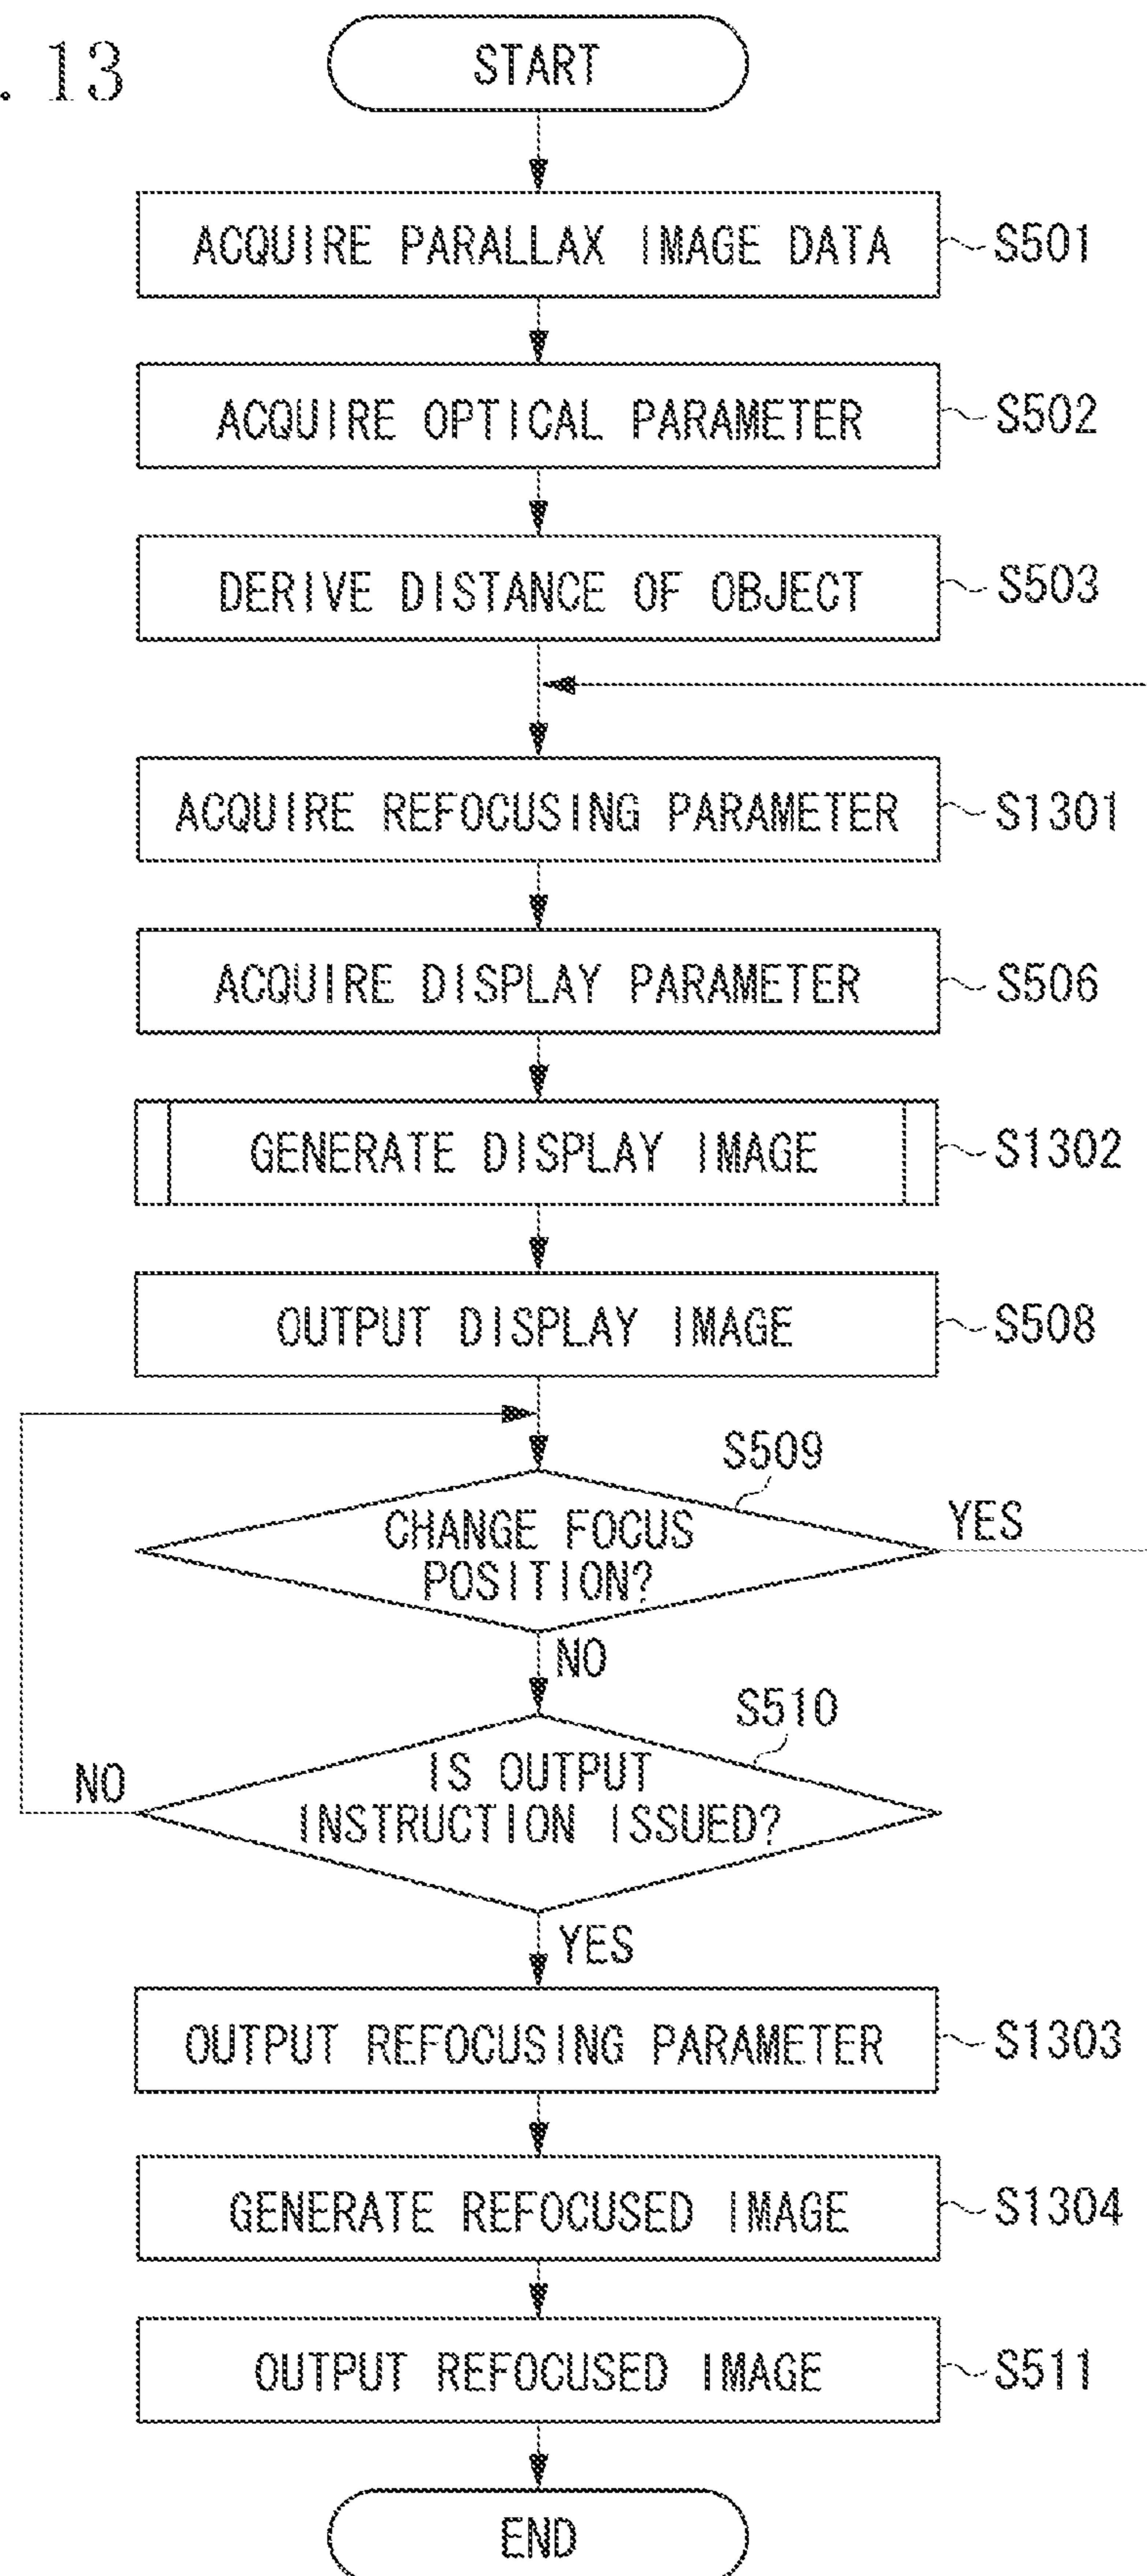 . 13
START
ACQUIRE PARALLAX IMAGE DATA
S501
ACQUIRE OPTICAL PARAMETER
S502
DERIVE DISTANCE OF OBJECT
S503
ACQUIRE REFOCUSING PARAMETER
S1301
ACQUIRE DISPLAY PARAMETER
S506
GENERATE DISPLAY IMAGE
S1302
OUTPUT DISPLAY IMAGE
S508
S509
CHANGE FOCUS
POSITION?
YES
NO
S510
IS OUTPUT
INSTRUCTION ISSUED?
NO
YES
OUTPUT REFOCUSING PARAMETER
S1303
GENERATE REFOCUSED IMAGE
S1304
OUTPUT REFOCUSED IMAGE
S511
END